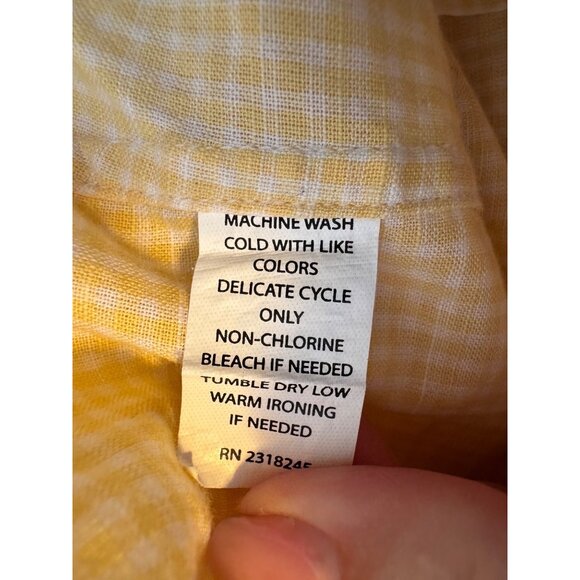 MACHINE WASH
COLD WITH LIKE
COLORS
DELICATE CYCLE
ONLY
NON-CHLORINE
BLEACH IF NEEDED
TUMBLE DRY LOW
WARM IRONING
IF NEEDED
RN